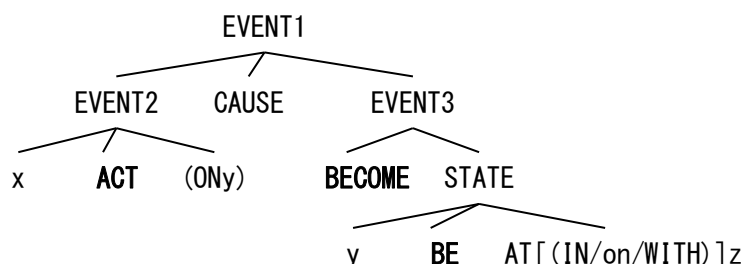 EVENT1
EVENT2 CAUSE EVENT3
x ACT (ONy) BECOME STATE
y BE AT[(IN/on/WITH)]z